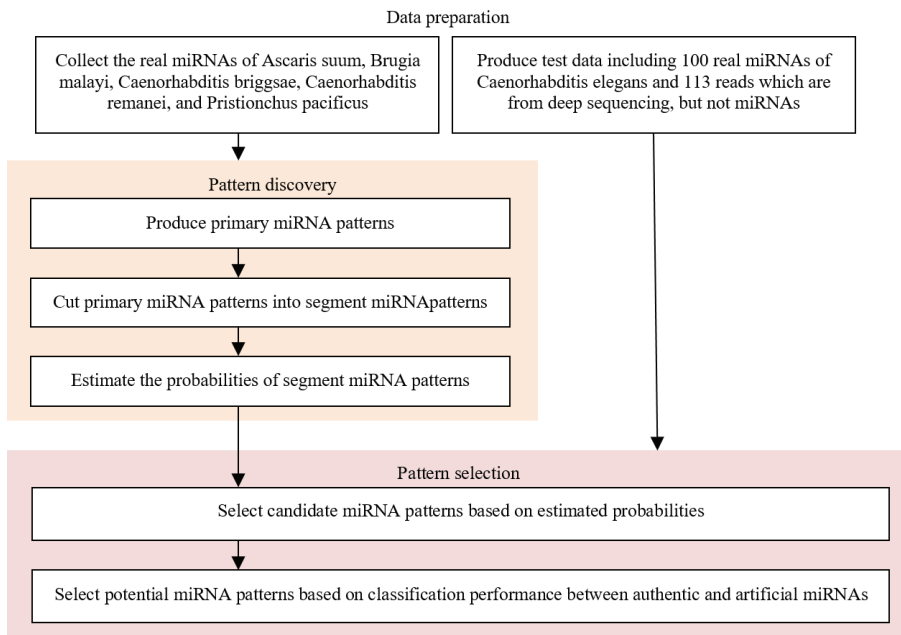 Data preparation
Collect the real miRNAs of Ascaris suum, Brugia
malayi, Caenorhabditis briggsae, Caenorhabditis
remanei, and Pristionchus pacificus
Produce test data including 100 real miRNAs of
Caenorhabditis elegans and 113 reads which are
from deep sequencing, but not miRNAs
Pattern discovery
Produce primary miRNA patterns
Cut primary miRNA patterns into segment miRNApatterns
Estimate the probabilities of segment miRNA patterns
Pattern selection
Select candidate miRNA patterns based on estimated probabilities
Select potential miRNA patterns based on classification performance between authentic and artificial miRNAs